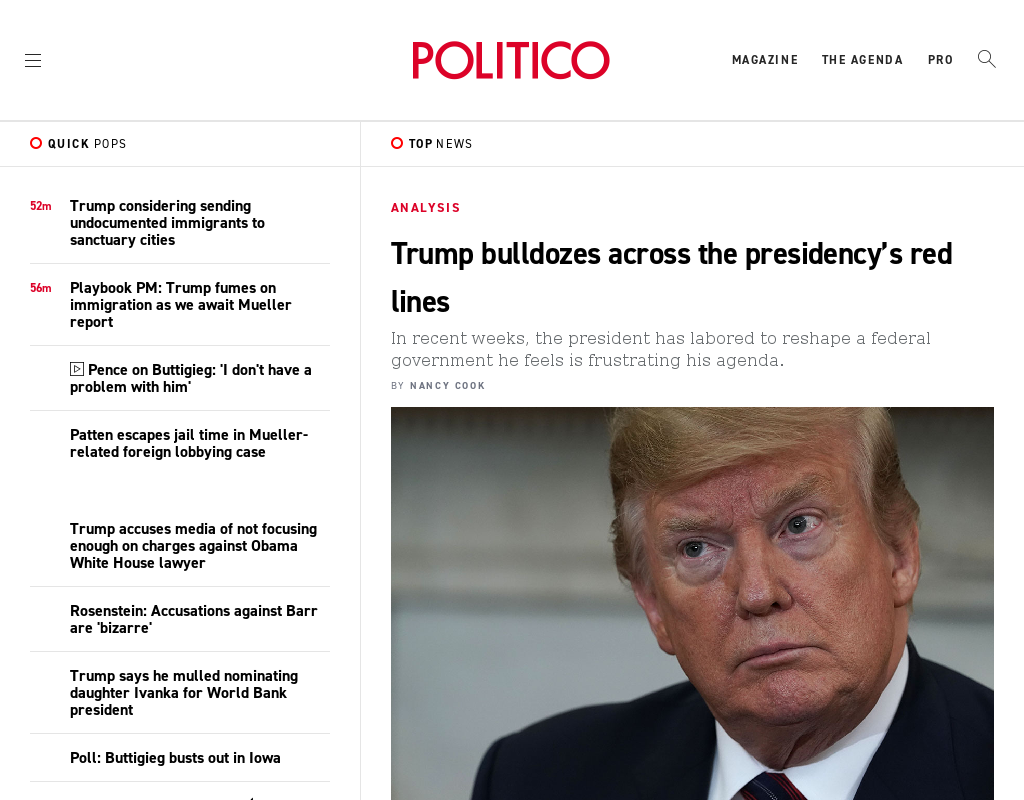 POLITICO
MAGAZINE THE AGENDA PRO
QUICK POPS
52m
Trump considering sending
undocumented immigrants to
sanctuary cities
56m
Playbook PM: Trump fumes on
immigration as we await Mueller
report
Pence on Buttigieg: 'I don't have a
problem with him'
Patten escapes jail time in Mueller-
related foreign lobbying case
Trump accuses media of not focusing
enough on charges against Obama
White House lawyer
Rosenstein: Accusations against Barr
are 'bizarre'
Trump says he mulled nominating
daughter Ivanka for World Bank
president
Poll: Buttigieg busts out in Iowa
TOP NEWS
ANALYSIS
Trump bulldozes across the presidency’s red
lines
In recent weeks, the president has labored to reshape a federal
government he feels is frustrating his agenda.
BY NANCY COOK